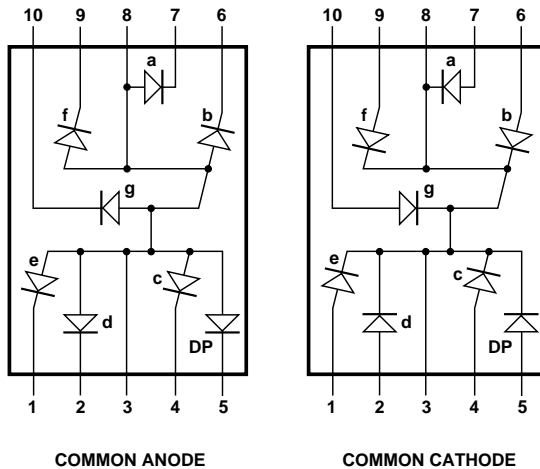 10 9 8 7 6 10 9 8 7 6
a a
f b f b
g g
e c e c
d d
DP DP
1 2 3 4 5 1 2 3 4 5
COMMON ANODE COMMON CATHODE